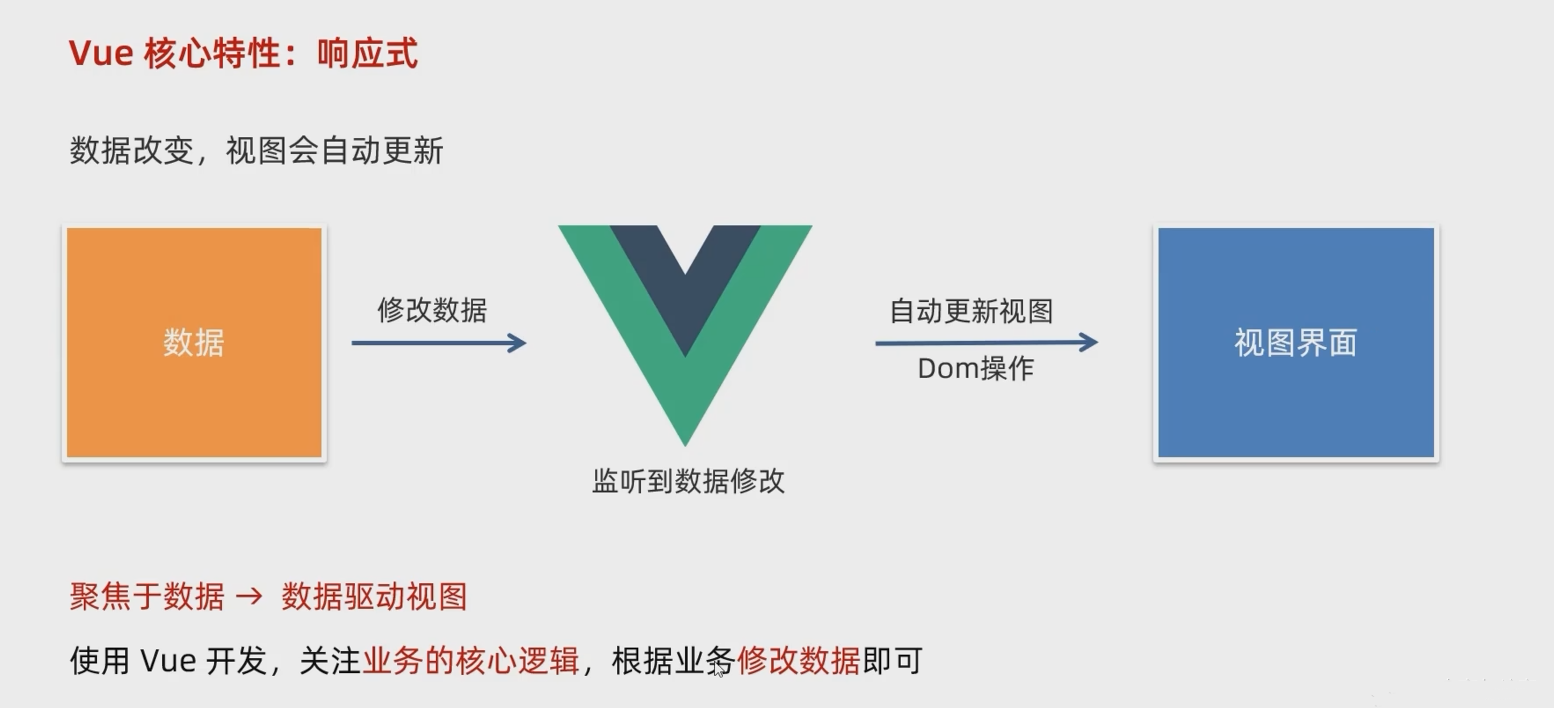 Vue 核心特性：响应式
数据改变，视图会自动更新
数据
修改数据
监听到数据修改
自动更新视图
Dom操作
视图界面
聚焦于数据 → 数据驱动视图
使用 Vue 开发，关注业务的核心逻辑，根据业务修改数据即可